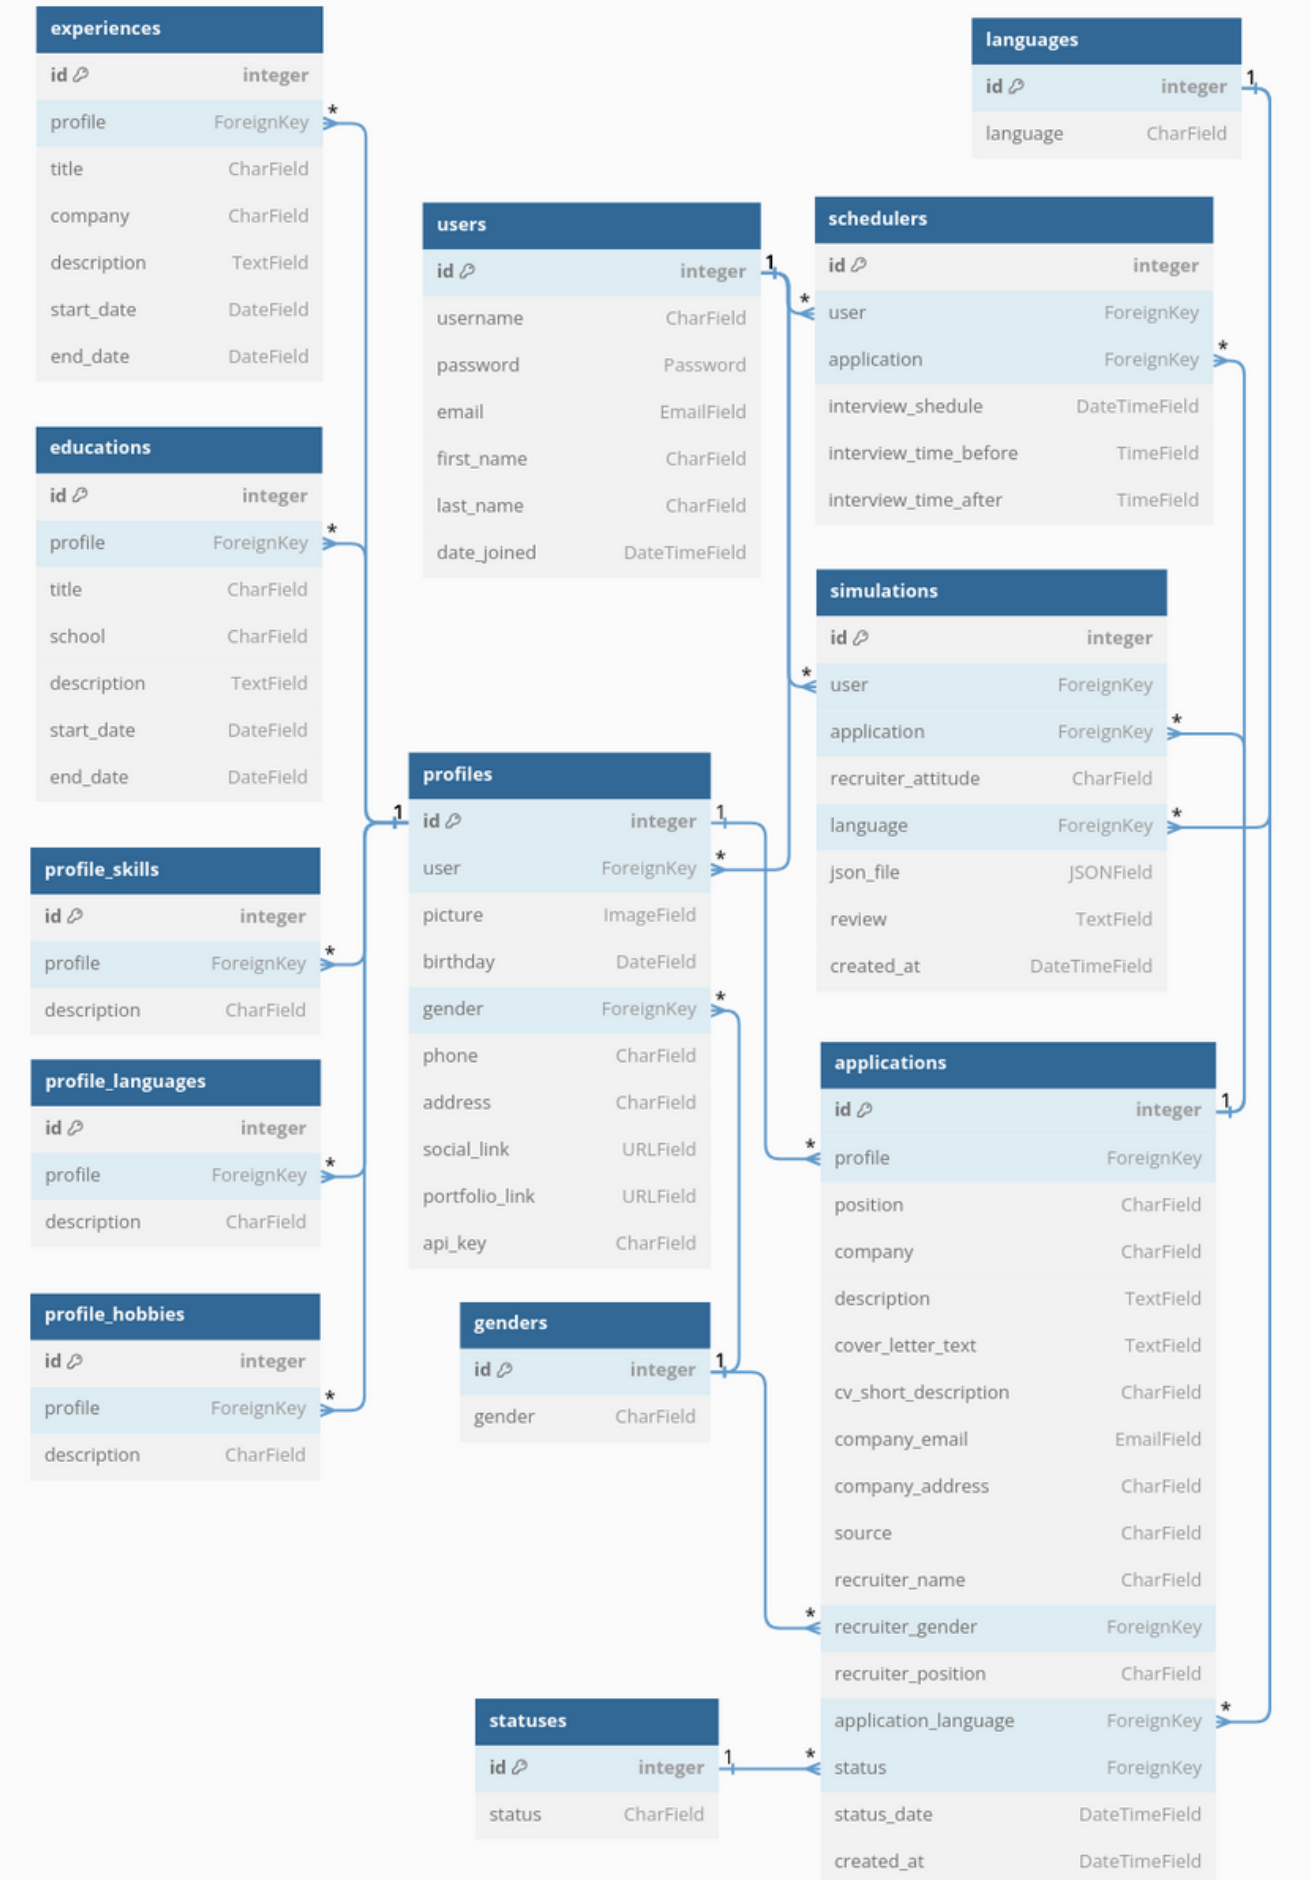 experiences
id integer
* profile ForeignKey
title CharField
company CharField
description TextField
start_date DateField
end_date DateField
educations
id integer
* profile ForeignKey
title CharField
school CharField
description TextField
start_date DateField
end_date DateField
profile_skills
id integer
profile ForeignKey *
description CharField
profile_languages
id integer
profile ForeignKey *
description CharField
profile_hobbies
id integer
profile ForeignKey *
description CharField
users
id integer 1
username CharField
password Password
email EmailField
first_name CharField
last_name CharField
date_joined DateTimeField
profiles
1 id integer 1
user ForeignKey *
picture ImageField
birthday DateField
gender ForeignKey *
phone CharField
address CharField
social_link URLField
portfolio_link URLField
api_key CharField
genders
id integer 1
gender CharField
statuses
id integer 1
status CharField
languages
id integer 1
language CharField
schedulers
id integer
* user ForeignKey
application ForeignKey *
interview_shedule DateTimeField
interview_time_before TimeField
interview_time_after TimeField
simulations
id integer
* user ForeignKey
application ForeignKey *
recruiter_attitude CharField
language ForeignKey *
json_file JSONField
review TextField
created_at DateTimeField
applications
id integer 1
* profile ForeignKey
position CharField
company CharField
description TextField
cover_letter_text TextField
cv_short_description CharField
company_email EmailField
company_address CharField
source CharField
recruiter_name CharField
* recruiter_gender ForeignKey
recruiter_position CharField
application_language ForeignKey *
* status ForeignKey
status_date DateTimeField
created_at DateTimeField